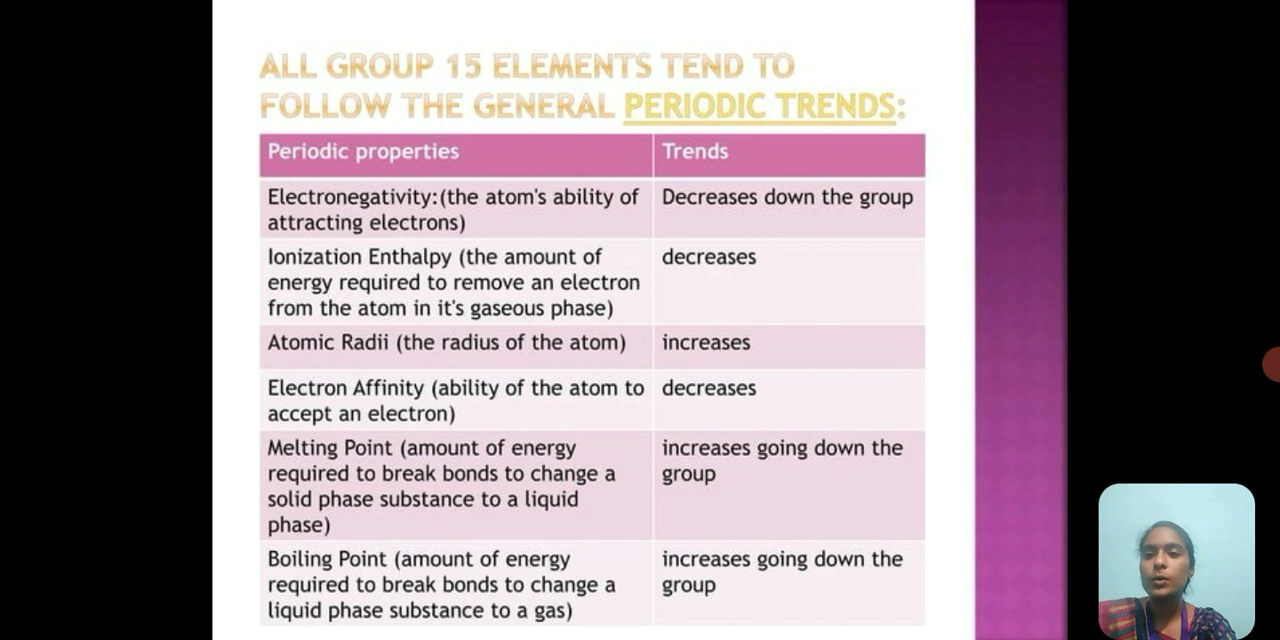 ALL GROUP 15 ELEMENTS TEND TO
FOLLOW THE GENERAL PERIODIC TRENDS:
Periodic properties
Trends
Electronegativity:(the atom's ability of
attracting electrons)
Decreases down the group
Ionization Enthalpy (the amount of
energy required to remove an electron
from the atom in it's gaseous phase)
decreases
Atomic Radii (the radius of the atom)
increases
Electron Affinity (ability of the atom to
accept an electron)
decreases
Melting Point (amount of energy
required to break bonds to change a
solid phase substance to a liquid
phase)
increases going down the
group
Boiling Point (amount of energy
required to break bonds to change a
liquid phase substance to a gas)
increases going down the
group